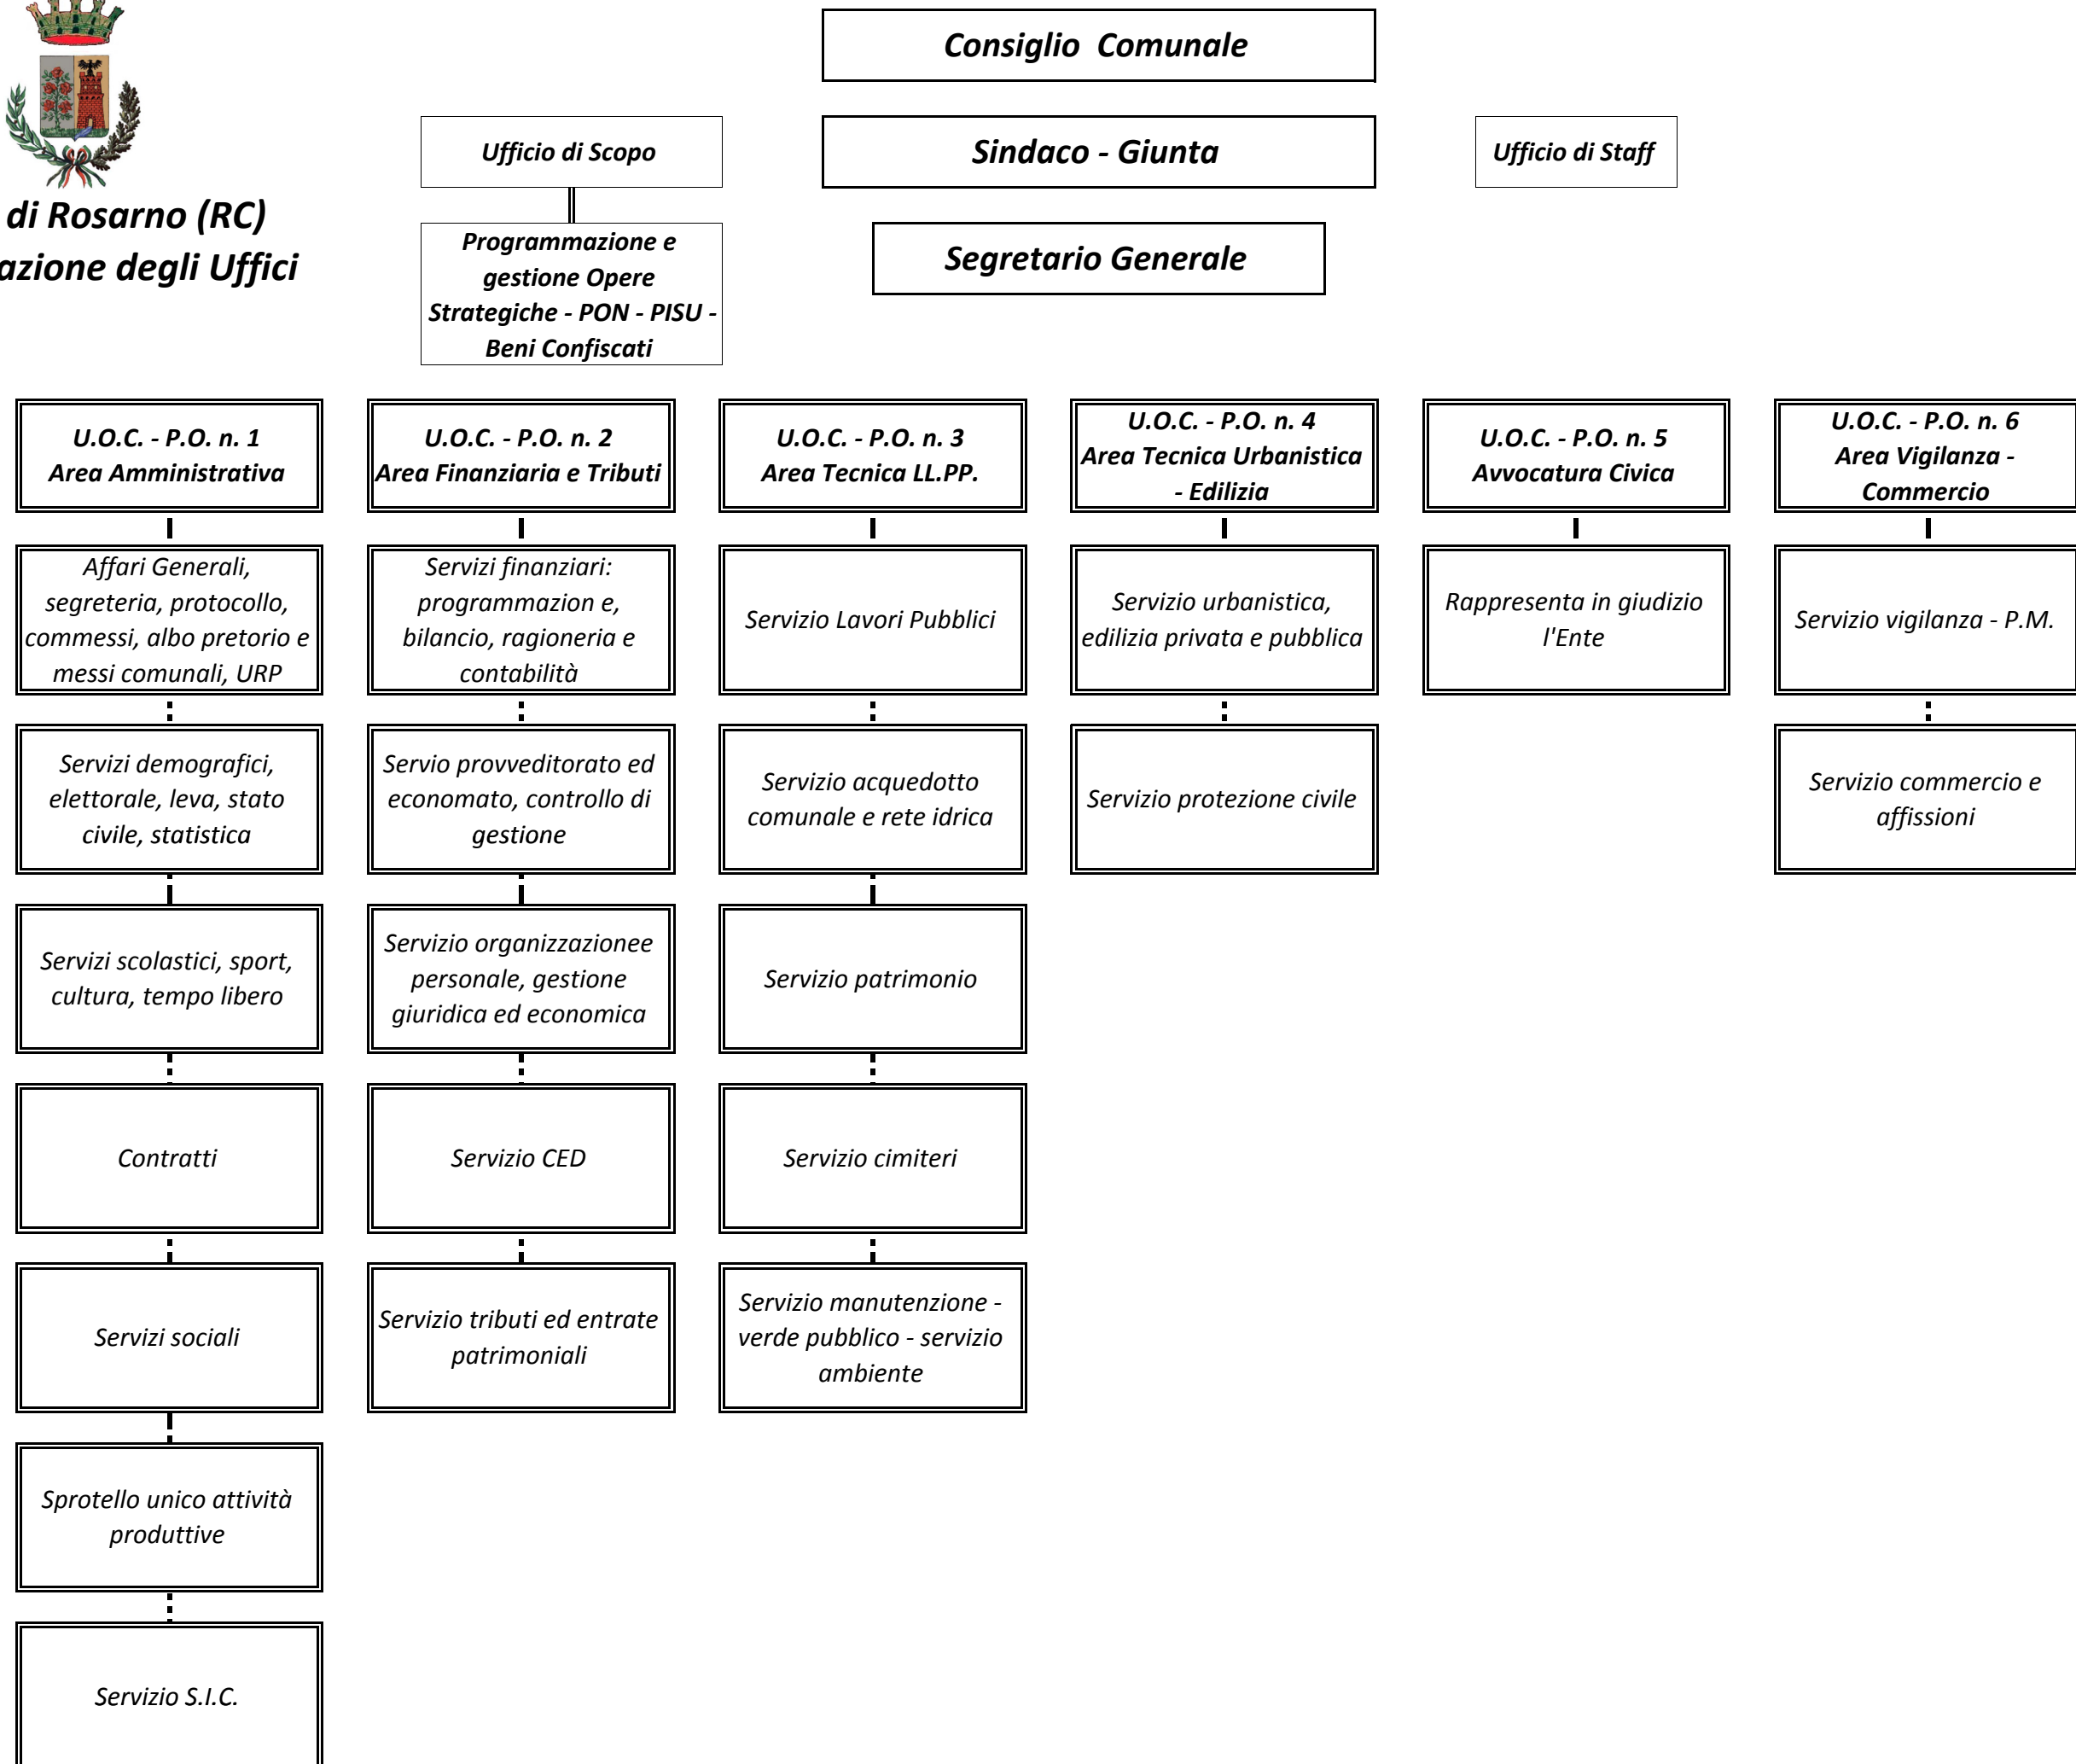 Consiglio Comunale
Ufficio di Scopo
Sindaco - Giunta
Ufficio di Staff
di Rosarno (RC)
azione degli Uffici
Programmazione e
gestione Opere
Strategiche - PON - PISU -
Beni Confiscati
Segretario Generale
U.O.C. - P.O. n. 1
Area Amministrativa
Affari Generali,
segreteria, protocollo,
commessi, albo pretorio e
messi comunali, URP
Servizi demografici,
elettorale, leva, stato
civile, statistica
Servizi scolastici, sport,
cultura, tempo libero
Contratti
Servizi sociali
Sprotello unico attività
produttive
Servizio S.I.C.
U.O.C. - P.O. n. 2
Area Finanziaria e Tributi
Servizi finanziari:
programmazion e,
bilancio, ragioneria e
contabilità
Servio provveditorato ed
economato, controllo di
gestione
Servizio organizzazionee
personale, gestione
giuridica ed economica
Servizio CED
Servizio tributi ed entrate
patrimoniali
U.O.C. - P.O. n. 3
Area Tecnica LL.PP.
Servizio Lavori Pubblici
Servizio acquedotto
comunale e rete idrica
Servizio patrimonio
Servizio cimiteri
Servizio manutenzione -
verde pubblico - servizio
ambiente
U.O.C. - P.O. n. 4
Area Tecnica Urbanistica
- Edilizia
Servizio urbanistica,
edilizia privata e pubblica
Servizio protezione civile
U.O.C. - P.O. n. 5
Avvocatura Civica
Rappresenta in giudizio
l'Ente
U.O.C. - P.O. n. 6
Area Vigilanza -
Commercio
Servizio vigilanza - P.M.
Servizio commercio e
affissioni